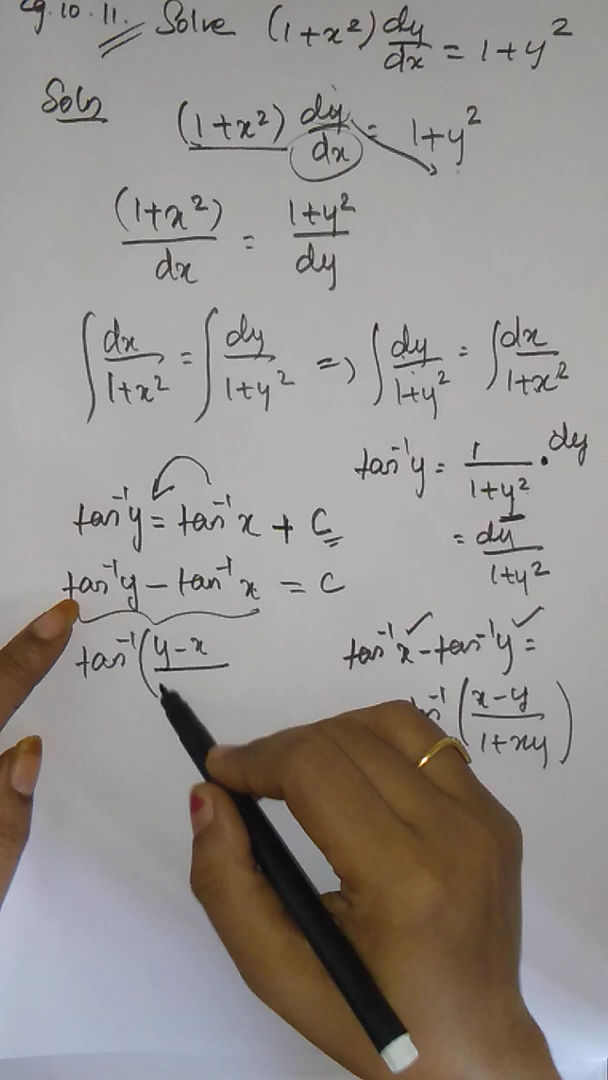 eg.10.11. Solve (1+x²) dy/dx = 1+y²
Soln
(1+x²) dy/dx = 1+y²
(1+x²)/dx = 1+y²/dy
∫ dx/1+x² = ∫ dy/1+y² ⇒ ∫ dy/1+y² = ∫ dx/1+x²
tan⁻¹y = 1/1+y² . dy
= dy/1+y²
tan⁻¹y = tan⁻¹x + C
tan⁻¹y − tan⁻¹x = C
tan⁻¹(y−x
tan⁻¹x − tan⁻¹y =
(x−y/1+xy)